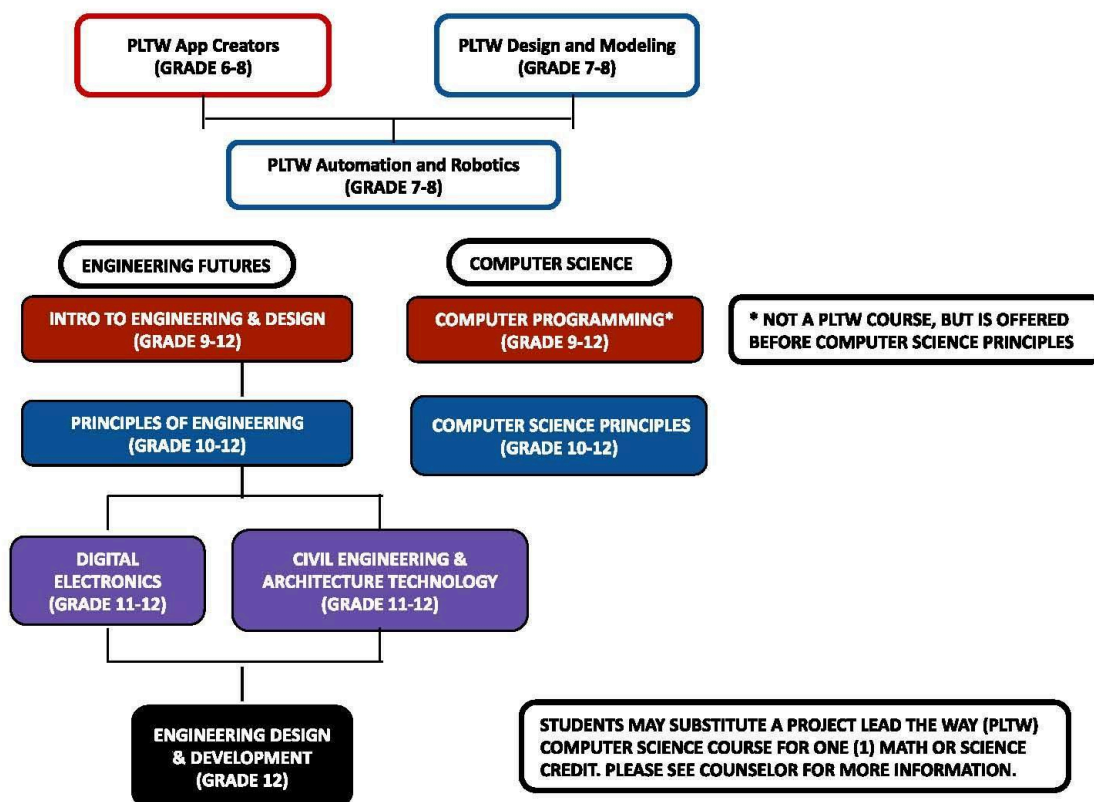 PLTW App Creators
(GRADE 6-8)
PLTW Design and Modeling
(GRADE 7-8)
PLTW Automation and Robotics
(GRADE 7-8)
ENGINEERING FUTURES
COMPUTER SCIENCE
INTRO TO ENGINEERING & DESIGN
(GRADE 9-12)
COMPUTER PROGRAMMING*
(GRADE 9-12)
* NOT A PLTW COURSE, BUT IS OFFERED
BEFORE COMPUTER SCIENCE PRINCIPLES
PRINCIPLES OF ENGINEERING
(GRADE 10-12)
COMPUTER SCIENCE PRINCIPLES
(GRADE 10-12)
DIGITAL
ELECTRONICS
(GRADE 11-12)
CIVIL ENGINEERING &
ARCHITECTURE TECHNOLOGY
(GRADE 11-12)
ENGINEERING DESIGN
& DEVELOPMENT
(GRADE 12)
STUDENTS MAY SUBSTITUTE A PROJECT LEAD THE WAY (PLTW)
COMPUTER SCIENCE COURSE FOR ONE (1) MATH OR SCIENCE
CREDIT. PLEASE SEE COUNSELOR FOR MORE INFORMATION.